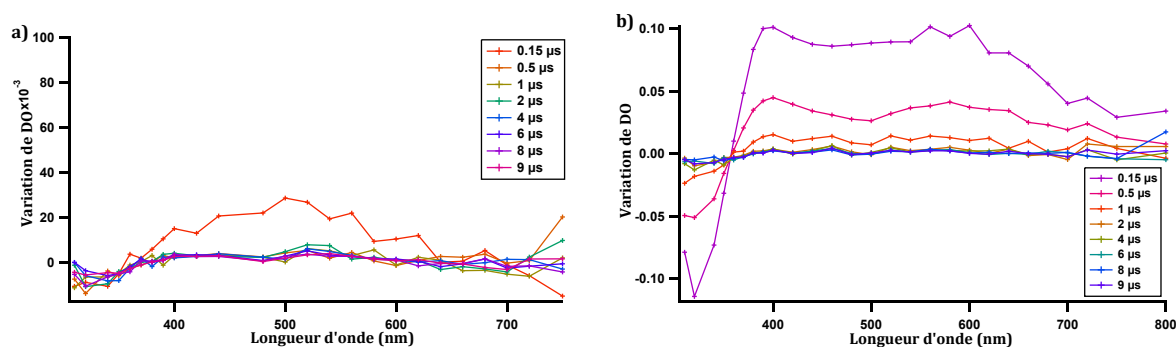 a)
Variation de DO×10⁻³
100
80
60
40
20
0
400
500
600
700
Longueur d'onde (nm)
0.15 µs
0.5 µs
1 µs
2 µs
4 µs
6 µs
8 µs
9 µs
b)
Variation de DO
0.10
0.05
0.00
-0.05
-0.10
400
500
600
700
800
Longueur d'onde (nm)
0.15 µs
0.5 µs
1 µs
2 µs
4 µs
6 µs
8 µs
9 µs